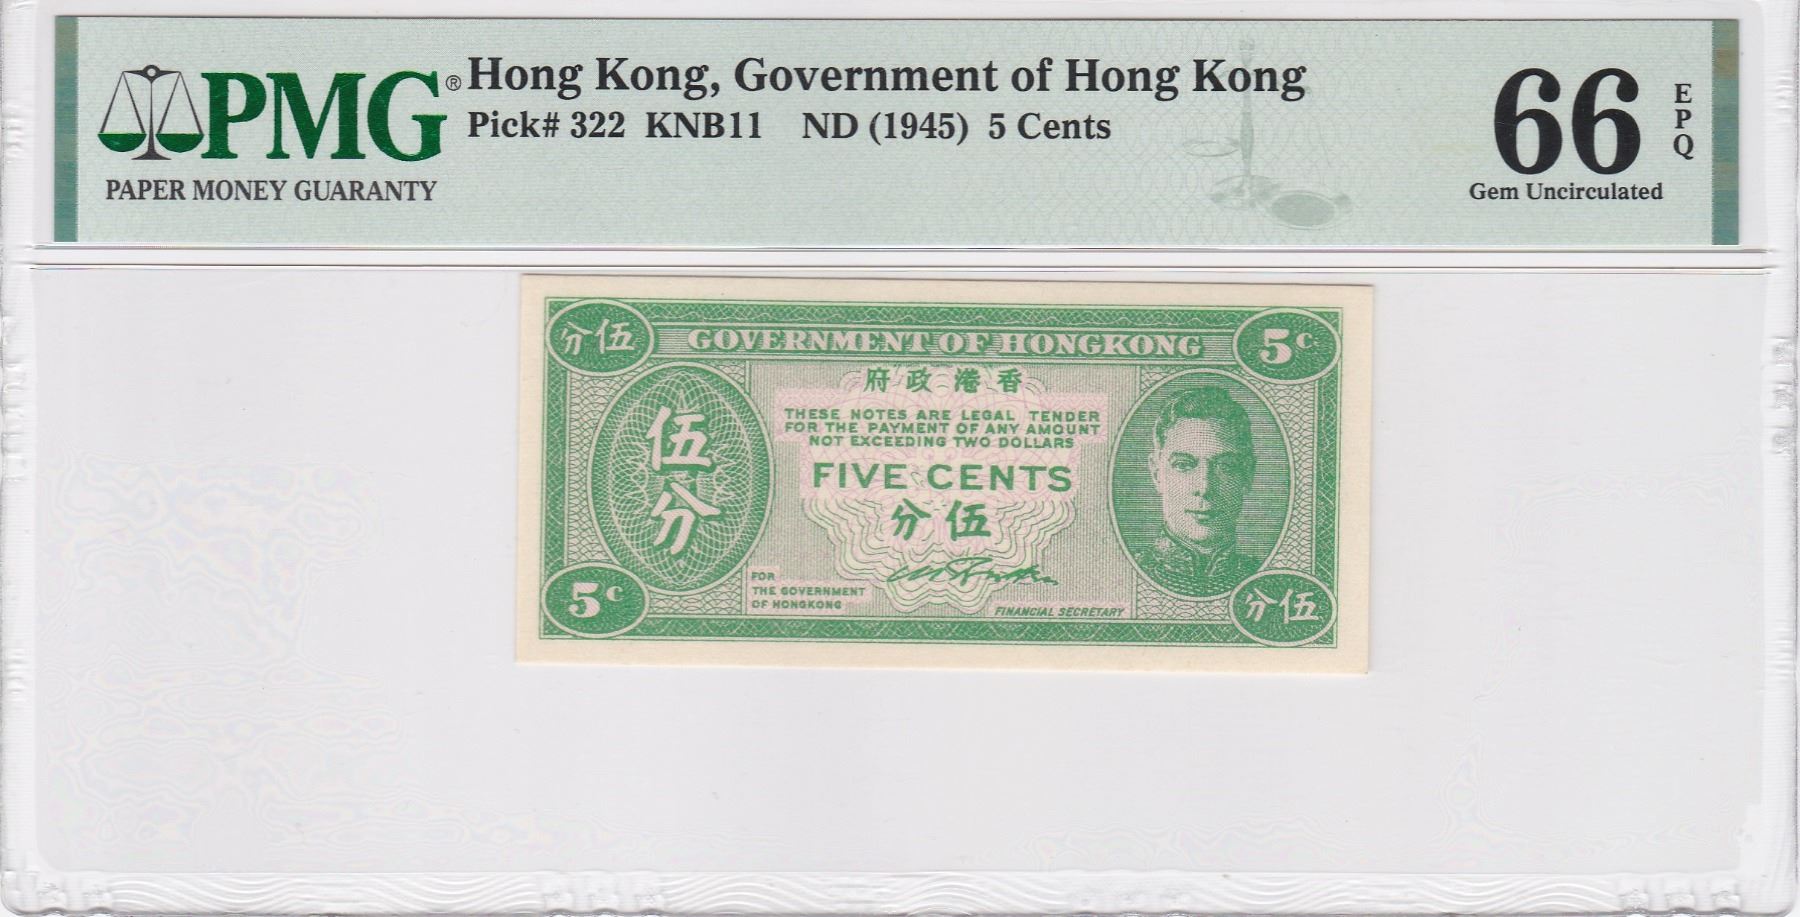 PMG®
PAPER MONEY GUARANTY
Hong Kong, Government of Hong Kong
Pick# 322 KNB11 ND (1945) 5 Cents
66
EPQ
Gem Uncirculated
分伍
GOVERNMENT OF HONGKONG
5c
府政港香
THESE NOTES ARE LEGAL TENDER
FOR THE PAYMENT OF ANY AMOUNT
NOT EXCEEDING TWO DOLLARS
伍
分
FIVE CENTS
分伍
FOR
THE GOVERNMENT
OF HONGKONG
FINANCIAL SECRETARY
5c
分伍